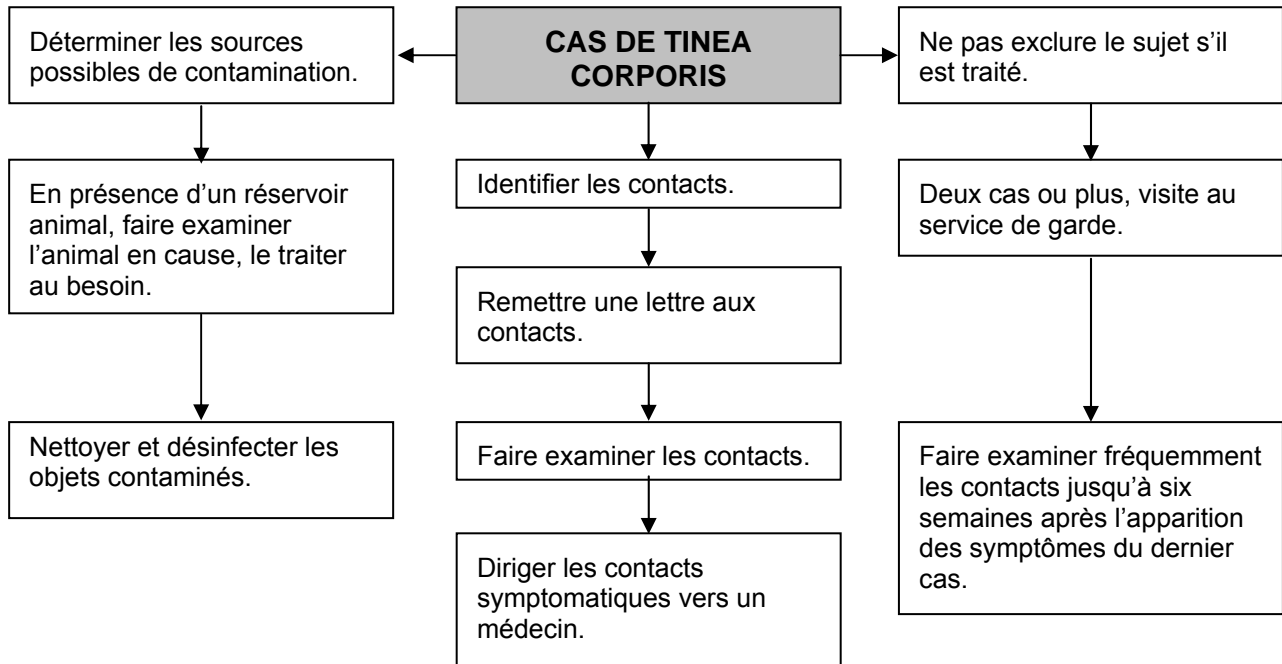 Déterminer les sources
possibles de contamination.
CAS DE TINEA
CORPORIS
Ne pas exclure le sujet s’il
est traité.
En présence d’un réservoir
animal, faire examiner
l’animal en cause, le traiter
au besoin.
Identifier les contacts.
Deux cas ou plus, visite au
service de garde.
Remettre une lettre aux
contacts.
Nettoyer et désinfecter les
objets contaminés.
Faire examiner les contacts.
Faire examiner fréquemment
les contacts jusqu’à six
semaines après l’apparition
des symptômes du dernier
cas.
Diriger les contacts
symptomatiques vers un
médecin.